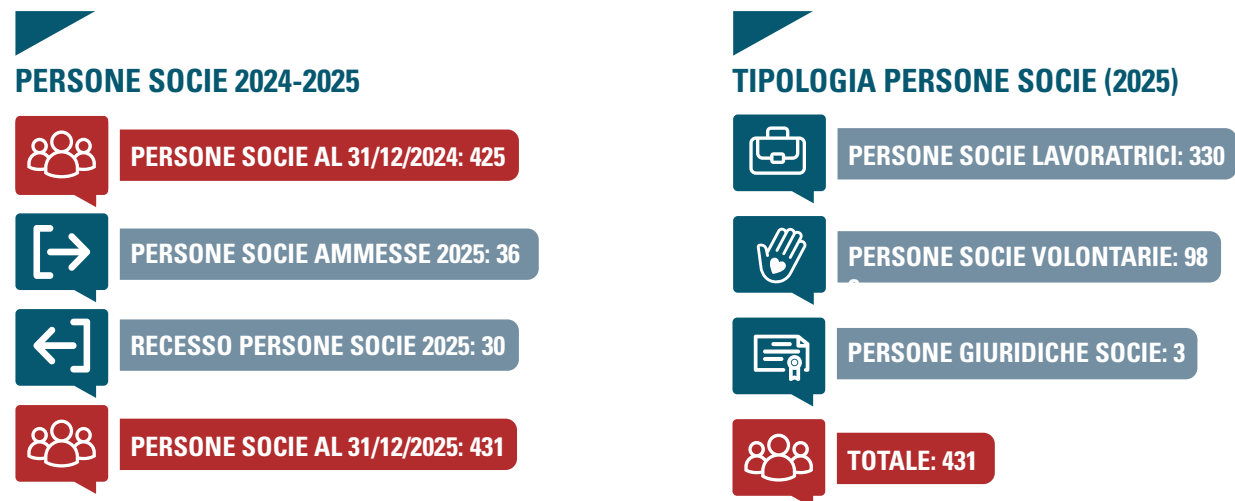 PERSONE SOCIE 2024-2025
PERSONE SOCIE AL 31/12/2024: 425
PERSONE SOCIE AMMESSE 2025: 36
RECESSO PERSONE SOCIE 2025: 30
PERSONE SOCIE AL 31/12/2025: 431
TIPOLOGIA PERSONE SOCIE (2025)
PERSONE SOCIE LAVORATRICI: 330
PERSONE SOCIE VOLONTARIE: 98
PERSONE GIURIDICHE SOCIE: 3
TOTALE: 431